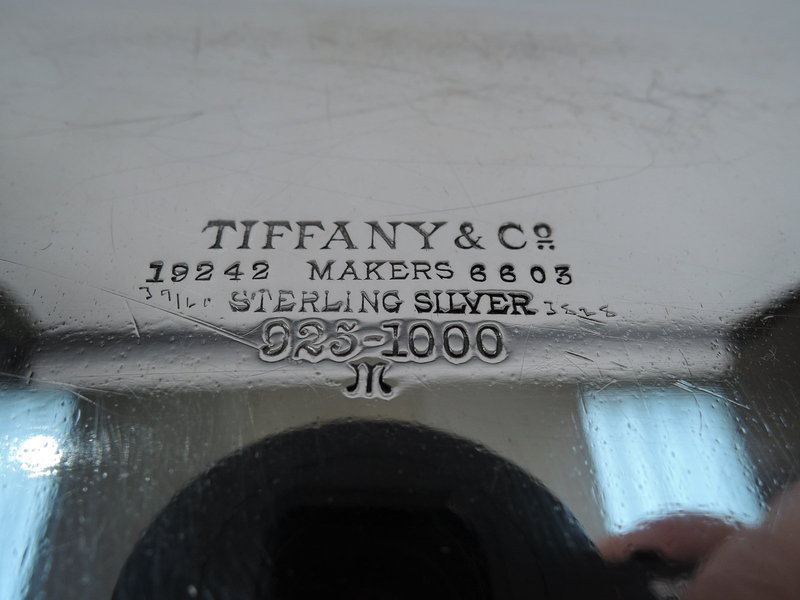 TIFFANY & Cº
19242 MAKERS 6603
STERLING SILVER
925-1000
M